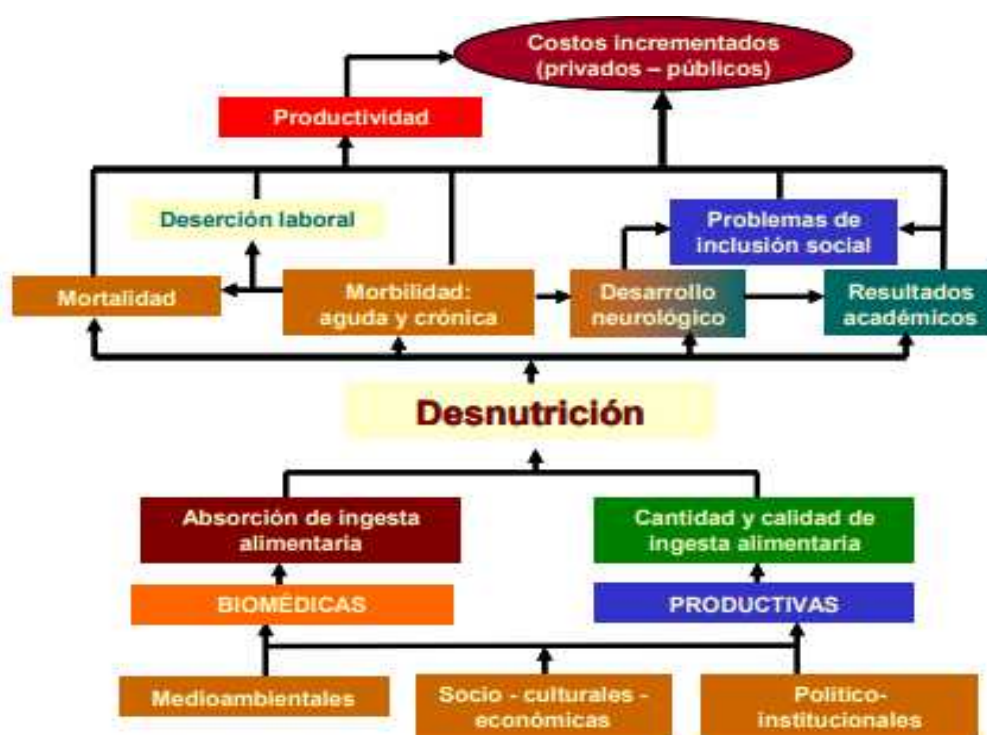 Costos incrementados
(privados – públicos)
Productividad
Deserción laboral
Problemas de
inclusión social
Mortalidad
Morbilidad:
aguda y crónica
Desarrollo
neurológico
Resultados
académicos
Desnutrición
Absorción de ingesta
alimentaria
Cantidad y calidad de
ingesta alimentaria
BIOMÉDICAS
PRODUCTIVAS
Medioambientales
Socio - culturales -
económicas
Político-
institucionales